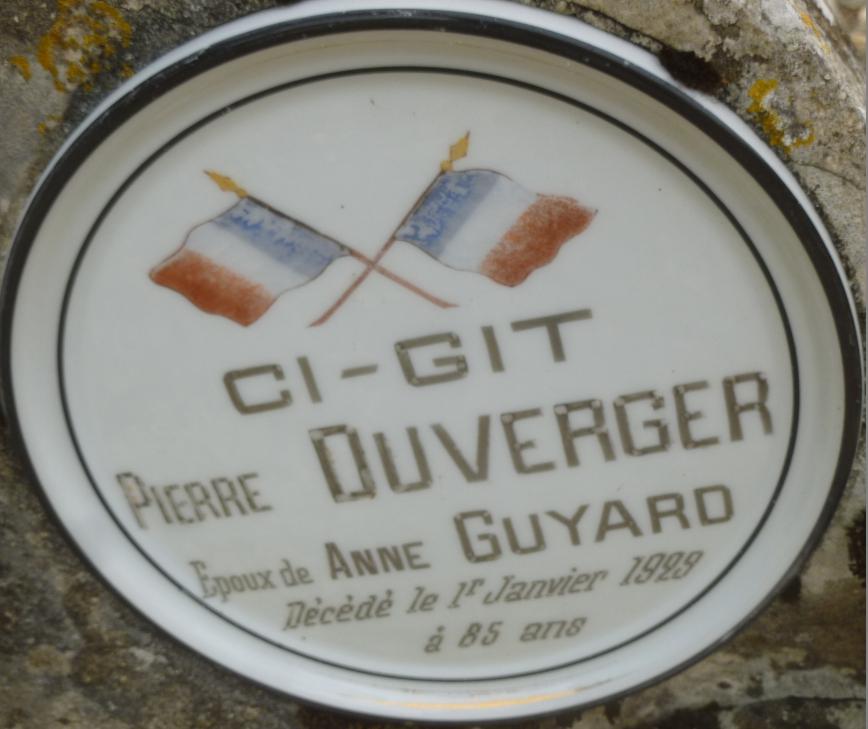 CI-GIT
PIERRE DUVERGER
Epoux de ANNE GUYARD
Décédé le 1r Janvier 1929
à 85 ans